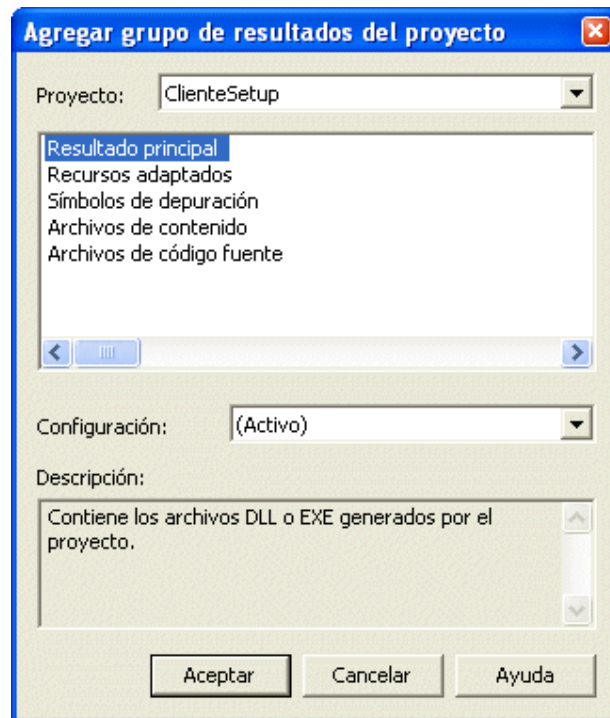 Agregar grupo de resultados del proyecto
Proyecto: ClienteSetup
Resultado principal
Recursos adaptados
Símbolos de depuración
Archivos de contenido
Archivos de código fuente
Configuración: (Activo)
Descripción:
Contiene los archivos DLL o EXE generados por el
proyecto.
Aceptar Cancelar Ayuda